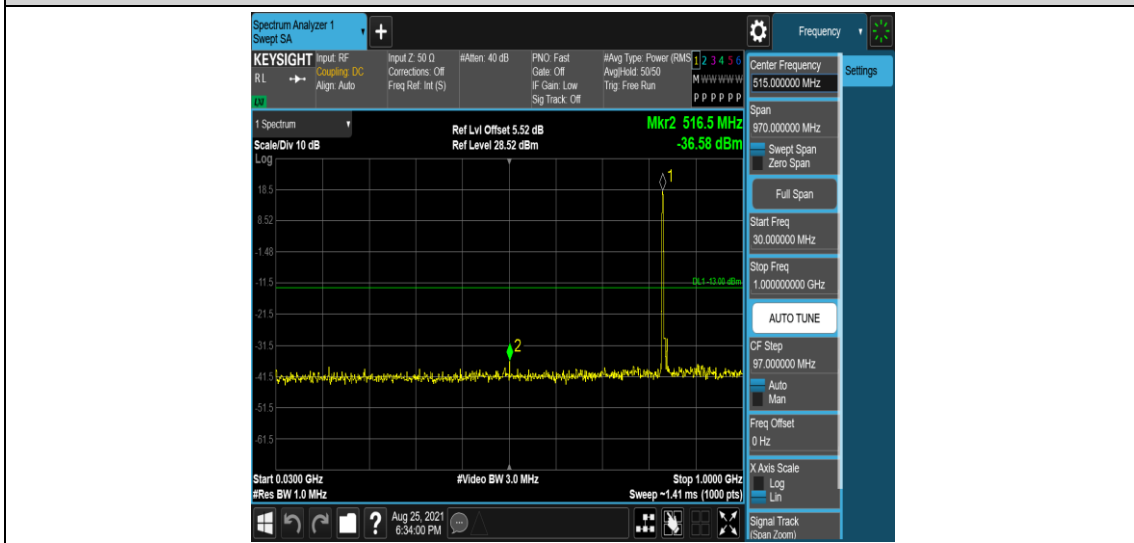 Spectrum Analyzer 1
Swept SA
+
Frequency
KEYSIGHT
RL
LXI
Input: RF
Coupling: DC
Align: Auto
Input Z: 50 Ω
Corrections: Off
Freq Ref: Int (S)
#Atten: 40 dB
PNO: Fast
Gate: Off
IF Gain: Low
Sig Track: Off
#Avg Type: Power (RMS
Avg|Hold: 50/50
Trig: Free Run
1 2 3 4 5 6
M W W W W W
P P P P P P
1 Spectrum
Scale/Div 10 dB
Log
Ref Lvl Offset 5.52 dB
Ref Level 28.52 dBm
Mkr2 516.5 MHz
-36.58 dBm
1
18.5
8.52
-1.48
-11.5
DL1 -13.00 dBm
-21.5
-31.5
2
-41.5
-51.5
-61.5
Start 0.0300 GHz
#Res BW 1.0 MHz
#Video BW 3.0 MHz
Stop 1.0000 GHz
Sweep ~1.41 ms (1000 pts)
Center Frequency
515.000000 MHz
Settings
Span
970.000000 MHz
Swept Span
Zero Span
Full Span
Start Freq
30.000000 MHz
Stop Freq
1.000000000 GHz
AUTO TUNE
CF Step
97.000000 MHz
Auto
Man
Freq Offset
0 Hz
X Axis Scale
Log
Lin
Signal Track
(Span Zoom)
?
Aug 25, 2021
6:34:00 PM